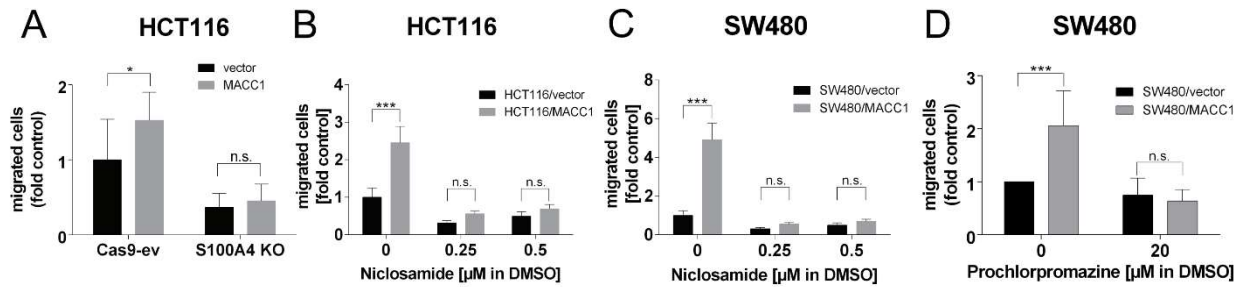 A
HCT116
vector
MACC1
*
n.s.
migrated cells
(fold control)
2
1
0
Cas9-ev
S100A4 KO
B
HCT116
HCT116/vector
HCT116/MACC1
***
n.s.
n.s.
migrated cells
[fold control]
4
3
2
1
0
0
0.25
0.5
Niclosamide [µM in DMSO]
C
SW480
SW480/vector
SW480/MACC1
***
n.s.
n.s.
migrated cells
[fold control]
8
6
4
2
0
0
0.25
0.5
Niclosamide [µM in DMSO]
D
SW480
SW480/vector
SW480/MACC1
***
n.s.
migrated cells
(fold control)
3
2
1
0
0
20
Prochlorpromazine [µM in DMSO]